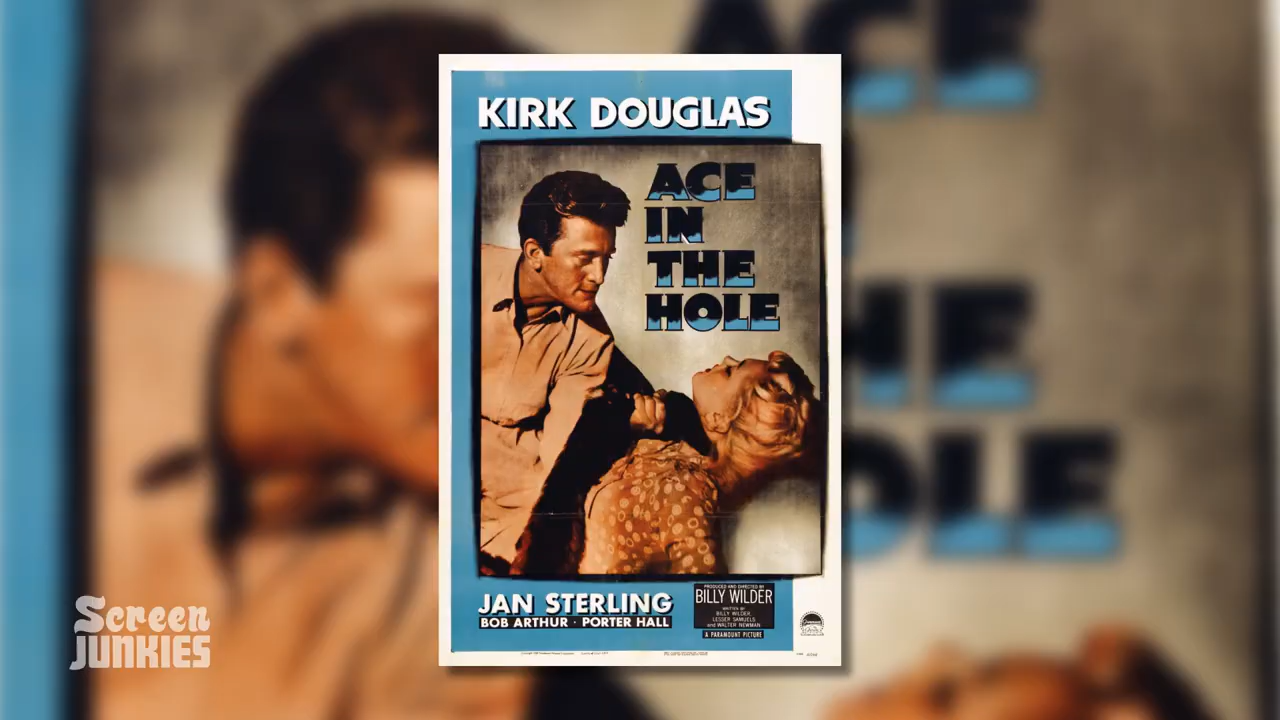 KIRK DOUGLAS
ACE
IN
THE
HOLE
JAN STERLING
BOB ARTHUR · PORTER HALL
PRODUCED AND DIRECTED BY
BILLY WILDER
WRITTEN BY
BILLY WILDER
LESSER SAMUELS
and WALTER NEWMAN
A PARAMOUNT PICTURE
Screen
JUNKIES